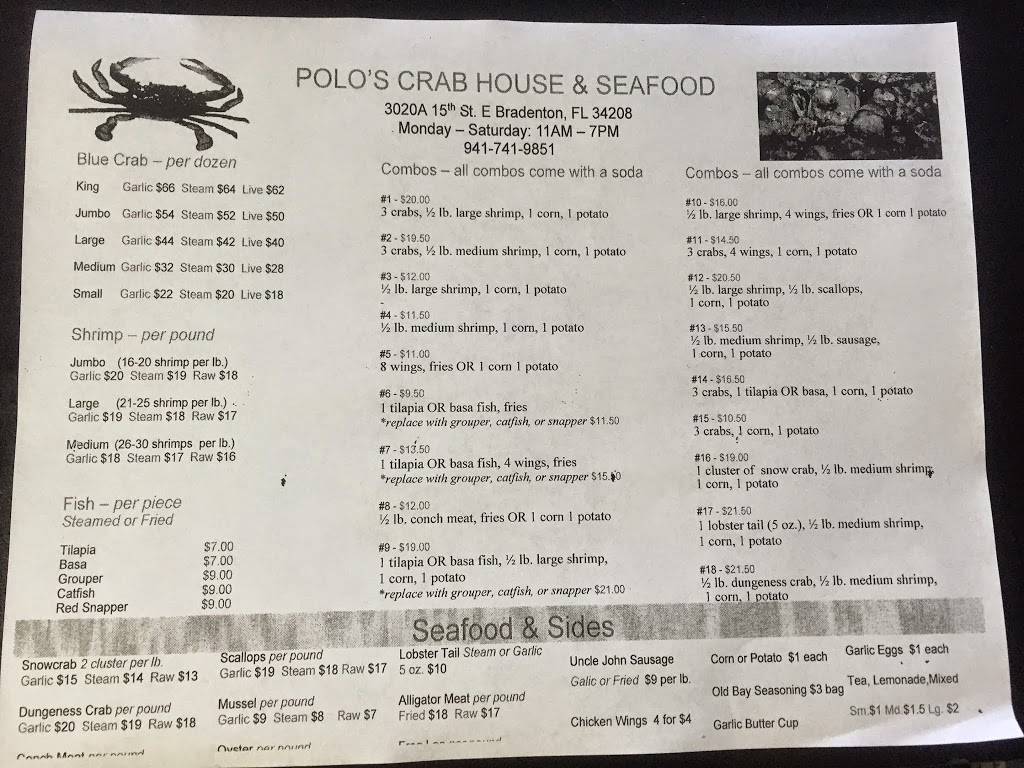 POLO'S CRAB HOUSE & SEAFOOD
3020A 15th St. E Bradenton, FL 34208
Monday – Saturday: 11AM – 7PM
941-741-9851
Blue Crab – per dozen
King Garlic $66 Steam $64 Live $62
Jumbo Garlic $54 Steam $52 Live $50
Large Garlic $44 Steam $42 Live $40
Medium Garlic $32 Steam $30 Live $28
Small Garlic $22 Steam $20 Live $18
Shrimp – per pound
Jumbo (16-20 shrimp per lb.)
Garlic $20 Steam $19 Raw $18
Large (21-25 shrimp per lb.)
Garlic $19 Steam $18 Raw $17
Medium (26-30 shrimps per lb.)
Garlic $18 Steam $17 Raw $16
Fish – per piece
Steamed or Fried
Tilapia $7.00
Basa $7.00
Grouper $9.00
Catfish $9.00
Red Snapper $9.00
Combos – all combos come with a soda
#1 - $20.00
3 crabs, ½ lb. large shrimp, 1 corn, 1 potato
#2 - $19.50
3 crabs, ½ lb. medium shrimp, 1 corn, 1 potato
#3 - $12.00
½ lb. large shrimp, 1 corn, 1 potato
#4 - $11.50
½ lb. medium shrimp, 1 corn, 1 potato
#5 - $11.00
8 wings, fries OR 1 corn 1 potato
#6 - $9.50
1 tilapia OR basa fish, fries
*replace with grouper, catfish, or snapper $11.50
#7 - $13.50
1 tilapia OR basa fish, 4 wings, fries
*replace with grouper, catfish, or snapper $15.50
#8 - $12.00
½ lb. conch meat, fries OR 1 corn 1 potato
#9 - $19.00
1 tilapia OR basa fish, ½ lb. large shrimp,
1 corn, 1 potato
*replace with grouper, catfish, or snapper $21.00
Combos – all combos come with a soda
#10 - $16.00
½ lb. large shrimp, 4 wings, fries OR 1 corn 1 potato
#11 - $14.50
3 crabs, 4 wings, 1 corn, 1 potato
#12 - $20.50
½ lb. large shrimp, ½ lb. scallops,
1 corn, 1 potato
#13 - $15.50
½ lb. medium shrimp, ½ lb. sausage,
1 corn, 1 potato
#14 - $16.50
3 crabs, 1 tilapia OR basa, 1 corn, 1 potato
#15 - $10.50
3 crabs, 1 corn, 1 potato
#16 - $19.00
1 cluster of snow crab, ½ lb. medium shrimp,
1 corn, 1 potato
#17 - $21.50
1 lobster tail (5 oz.), ½ lb. medium shrimp,
1 corn, 1 potato
#18 - $21.50
½ lb. dungeness crab, ½ lb. medium shrimp,
1 corn, 1 potato
Seafood & Sides
Snowcrab 2 cluster per lb.
Garlic $15 Steam $14 Raw $13
Dungeness Crab per pound
Garlic $20 Steam $19 Raw $18
Conch Meat per pound
Scallops per pound
Garlic $19 Steam $18 Raw $17
Mussel per pound
Garlic $9 Steam $8 Raw $7
Oyster per pound
Lobster Tail Steam or Garlic
5 oz. $10
Alligator Meat per pound
Fried $18 Raw $17
Uncle John Sausage
Galic or Fried $9 per lb.
Chicken Wings 4 for $4
Corn or Potato $1 each
Old Bay Seasoning $3 bag
Garlic Butter Cup
Garlic Eggs $1 each
Tea, Lemonade,Mixed
Sm.$1 Md.$1.5 Lg. $2